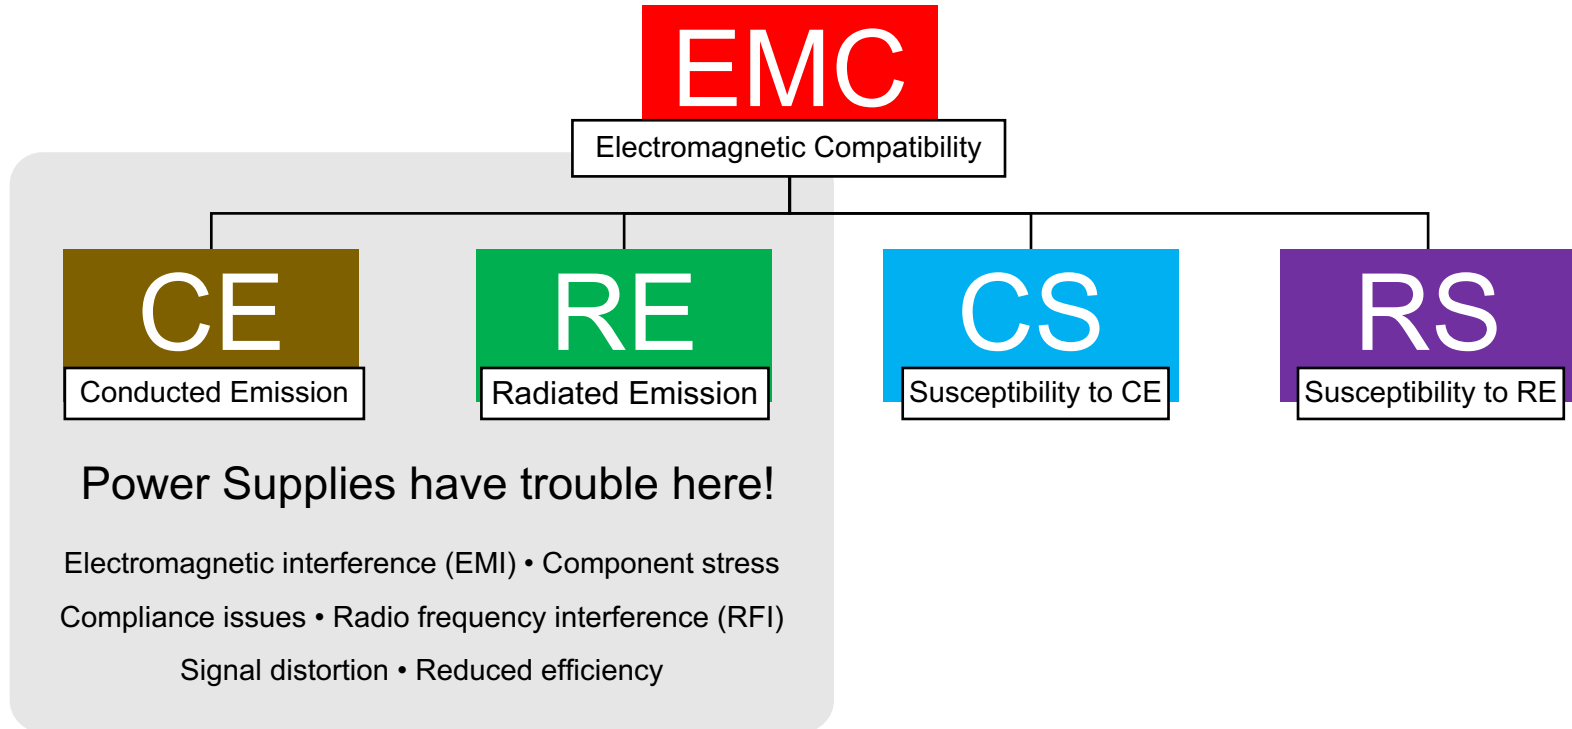 EMC
Electromagnetic Compatibility
CE
Conducted Emission
RE
Radiated Emission
CS
Susceptibility to CE
RS
Susceptibility to RE
Power Supplies have trouble here!
Electromagnetic interference (EMI) • Component stress
Compliance issues • Radio frequency interference (RFI)
Signal distortion • Reduced efficiency